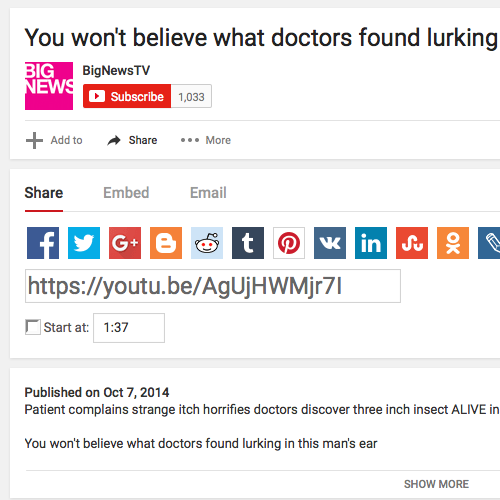 You won't believe what doctors found lurking
BIG
NEWS
BigNewsTV
Subscribe 1,033
Add to Share More
Share Embed Email
https://youtu.be/AgUjHWMjr7I
Start at: 1:37
Published on Oct 7, 2014
Patient complains strange itch horrifies doctors discover three inch insect ALIVE in
You won't believe what doctors found lurking in this man's ear
SHOW MORE